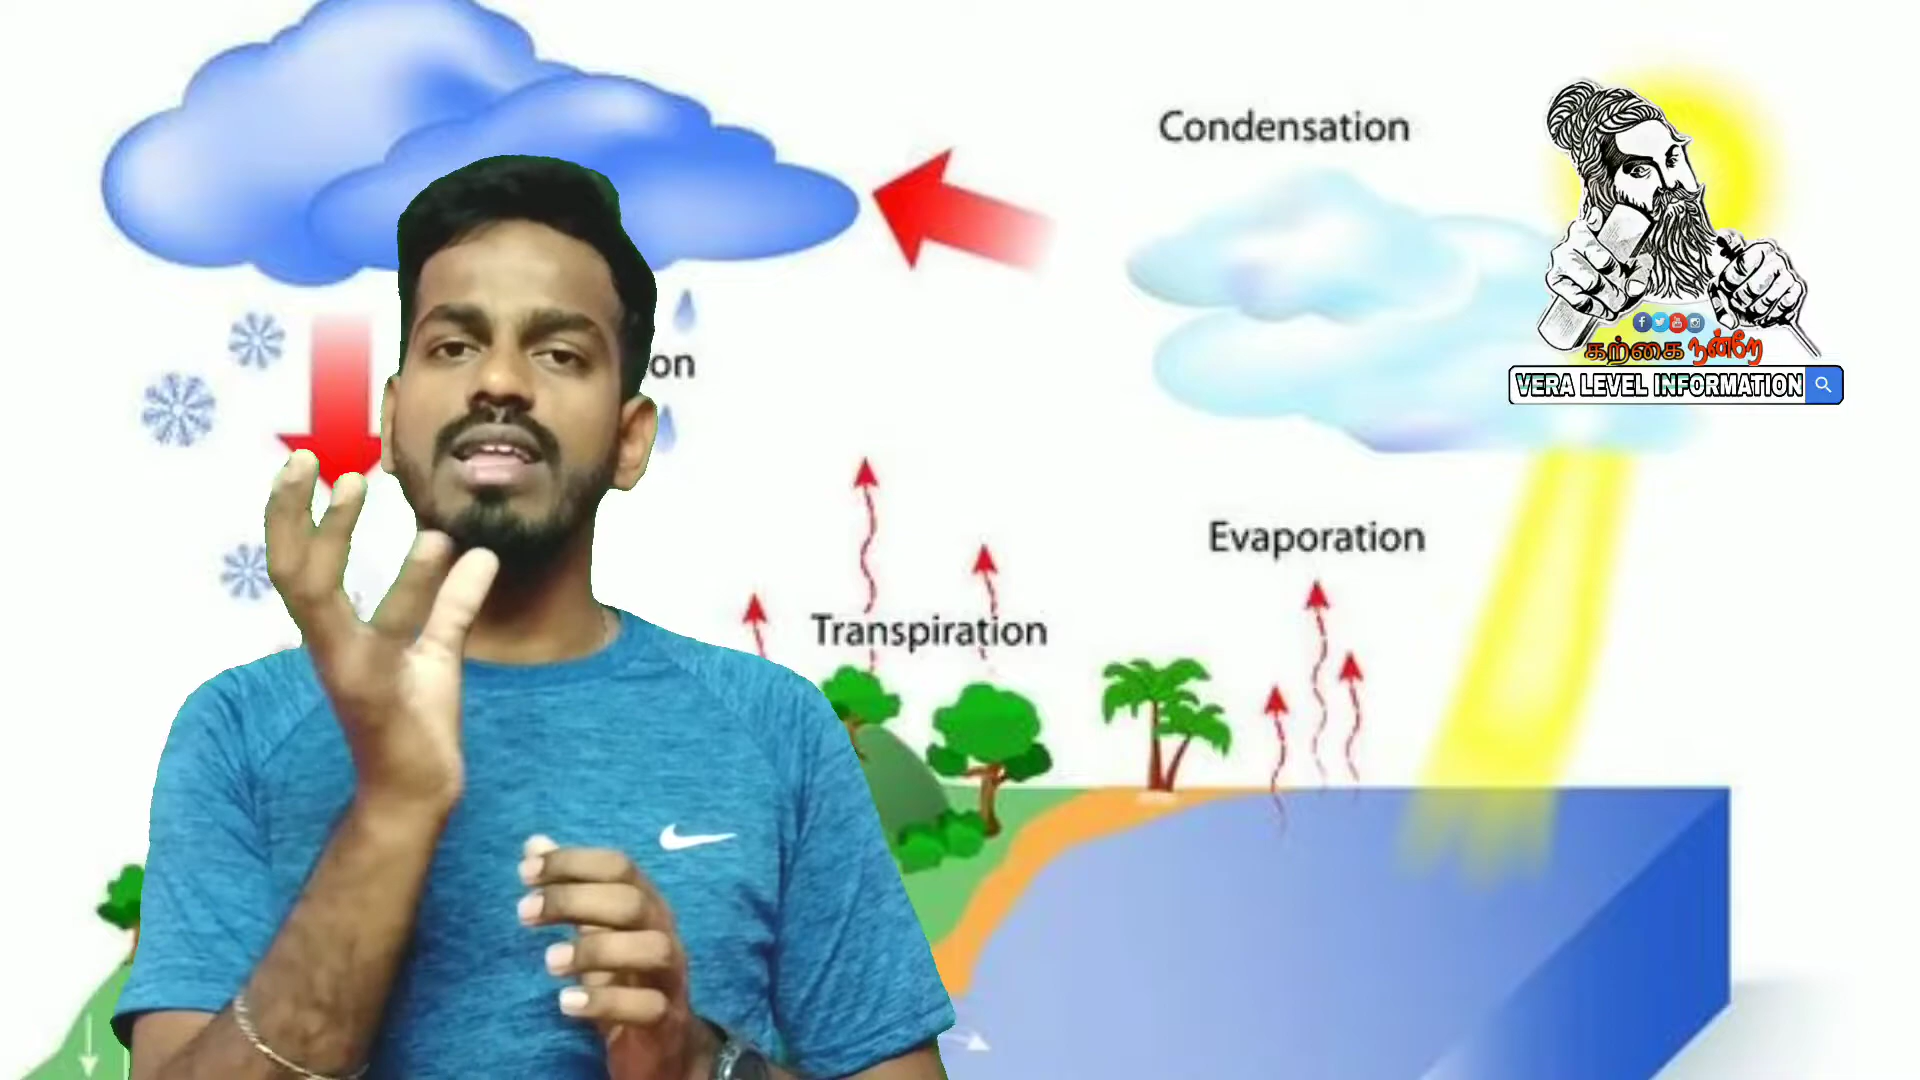 Condensation
on
கற்கை நன்றே
VERA LEVEL INFORMATION
Evaporation
Transpiration